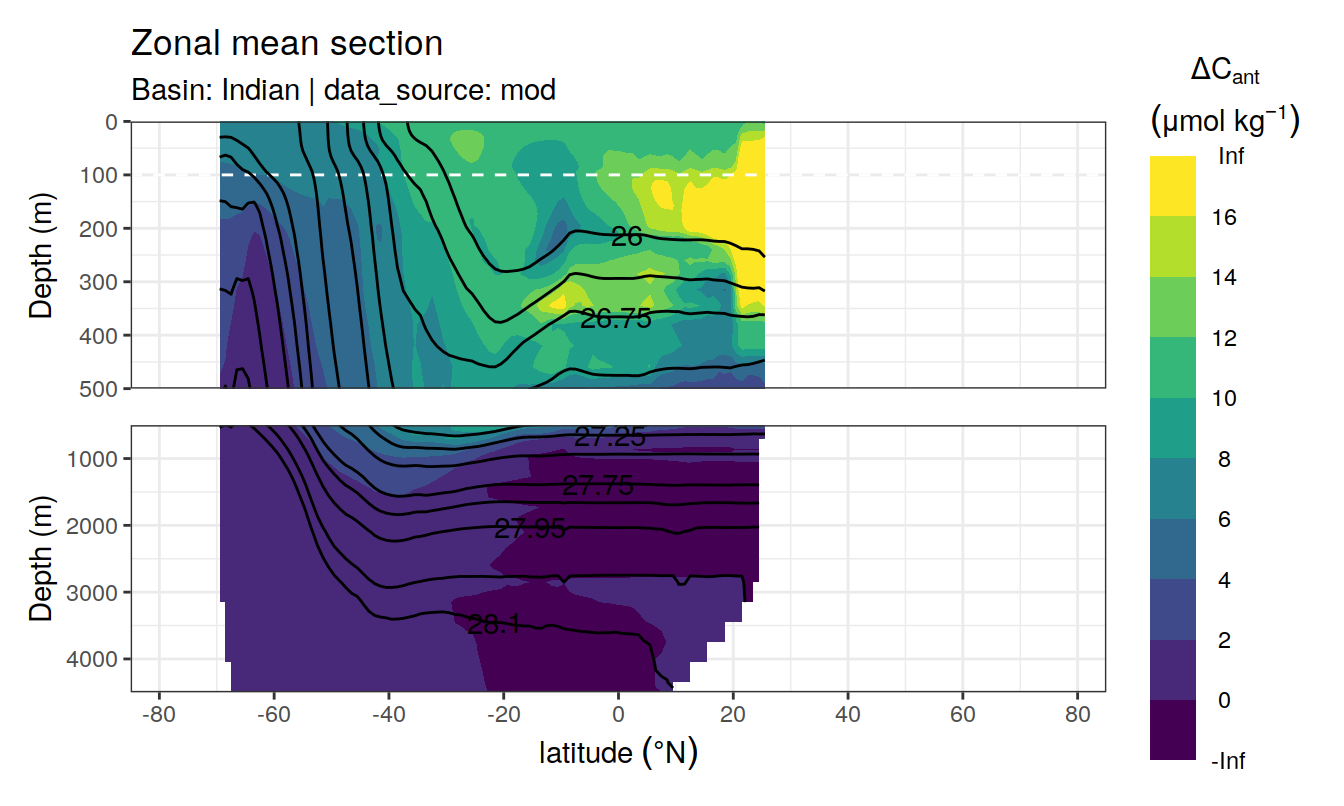 Zonal mean section
Basin: Indian | data_source: mod
ΔCant
(μmol kg⁻¹)
Inf
16
14
12
10
8
6
4
2
0
-Inf
Depth (m)
0
100
200
300
400
500
26
26.75
Depth (m)
1000
2000
3000
4000
27.25
27.75
27.95
28.1
-80 -60 -40 -20 0 20 40 60 80
latitude (°N)